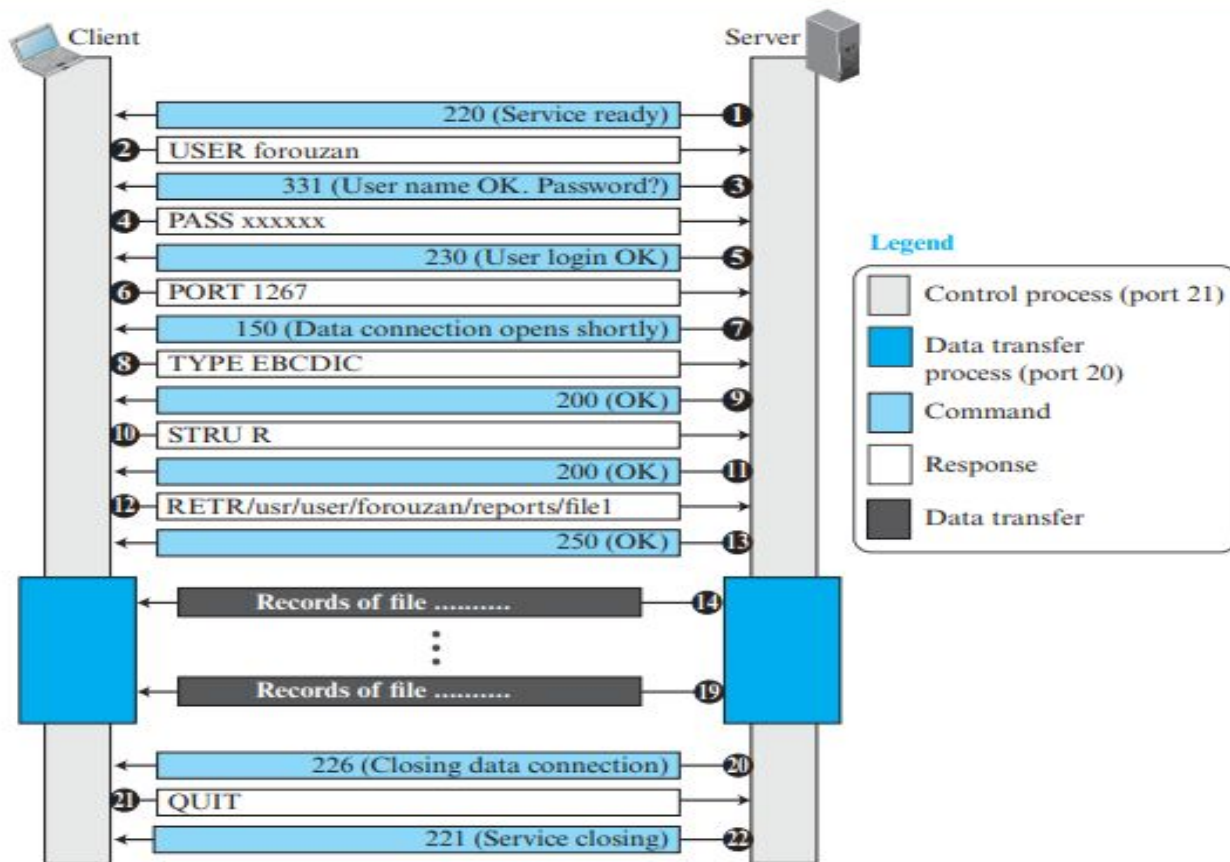 Client
Server
220 (Service ready)
1
2
USER forouzan
331 (User name OK. Password?)
3
4
PASS xxxxxx
230 (User login OK)
5
6
PORT 1267
150 (Data connection opens shortly)
7
8
TYPE EBCDIC
200 (OK)
9
10
STRU R
200 (OK)
11
12
RETR/usr/user/forouzan/reports/file1
250 (OK)
13
Records of file ..........
14
Records of file ..........
19
226 (Closing data connection)
20
21
QUIT
221 (Service closing)
22
Legend
Control process (port 21)
Data transfer
process (port 20)
Command
Response
Data transfer